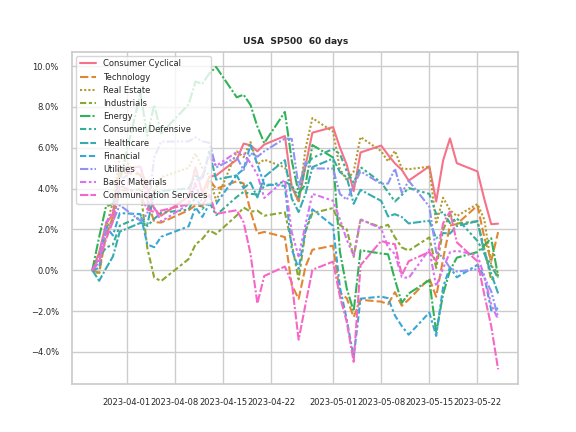 USA SP500 60 days
10.0%
8.0%
6.0%
4.0%
2.0%
0.0%
−2.0%
−4.0%
Consumer Cyclical
Technology
Real Estate
Industrials
Energy
Consumer Defensive
Healthcare
Financial
Utilities
Basic Materials
Communication Services
2023-04-01 2023-04-08 2023-04-15 2023-04-22 2023-05-01 2023-05-08 2023-05-15 2023-05-22